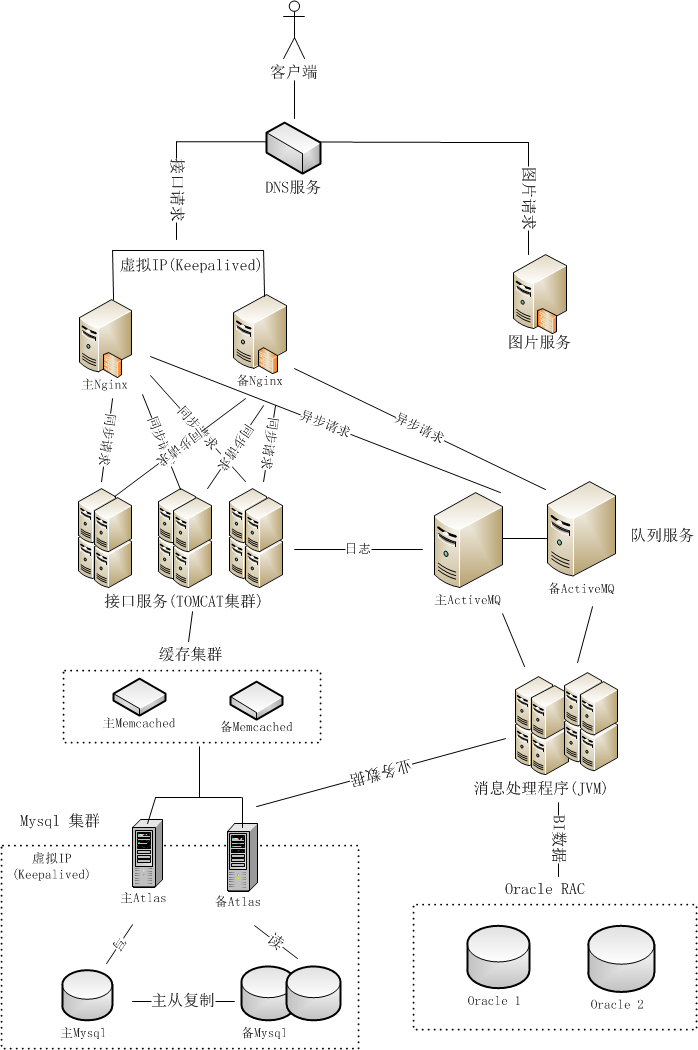 客户端
DNS服务
接口请求
图片请求
虚拟IP(Keepalived)
图片服务
主Nginx
备Nginx
同步请求
同步请求
同步请求
同步请求
同步请求
同步请求
异步请求
异步请求
接口服务(TOMCAT集群)
日志
主ActiveMQ
备ActiveMQ
队列服务
缓存集群
主Memcached
备Memcached
消息处理程序(JVM)
业务数据
BI数据
Mysql 集群
虚拟IP
(Keepalived)
主Atlas
备Atlas
写
读
主从复制
主Mysql
备Mysql
Oracle RAC
Oracle 1
Oracle 2